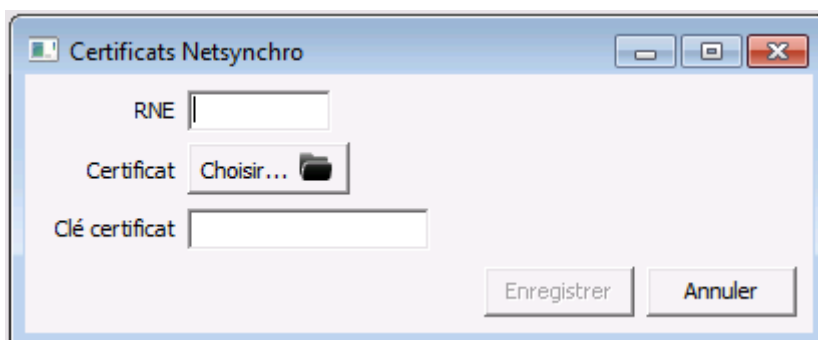 Certificats Netsynchro
RNE
Certificat Choisir...
Clé certificat
Enregistrer Annuler